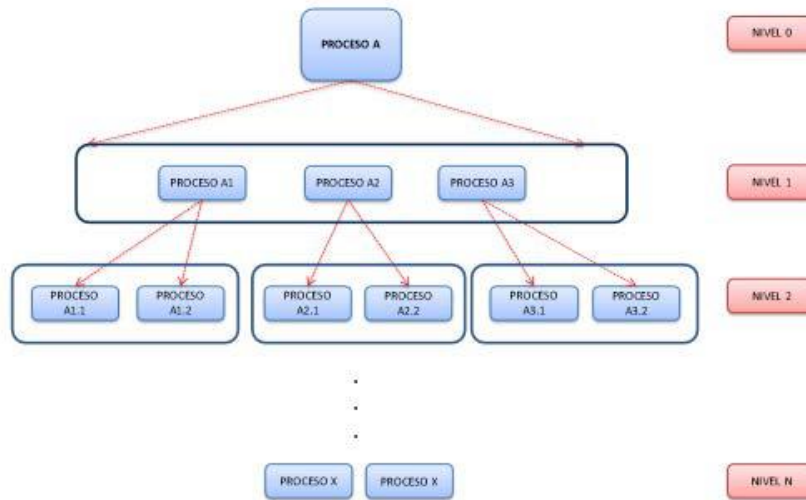 PROCESO A
NIVEL 0
PROCESO A1
PROCESO A2
PROCESO A3
NIVEL 1
PROCESO
A1.1
PROCESO
A1.2
PROCESO
A2.1
PROCESO
A2.2
PROCESO
A3.1
PROCESO
A3.2
NIVEL 2
.
.
.
PROCESO X
PROCESO X
NIVEL N